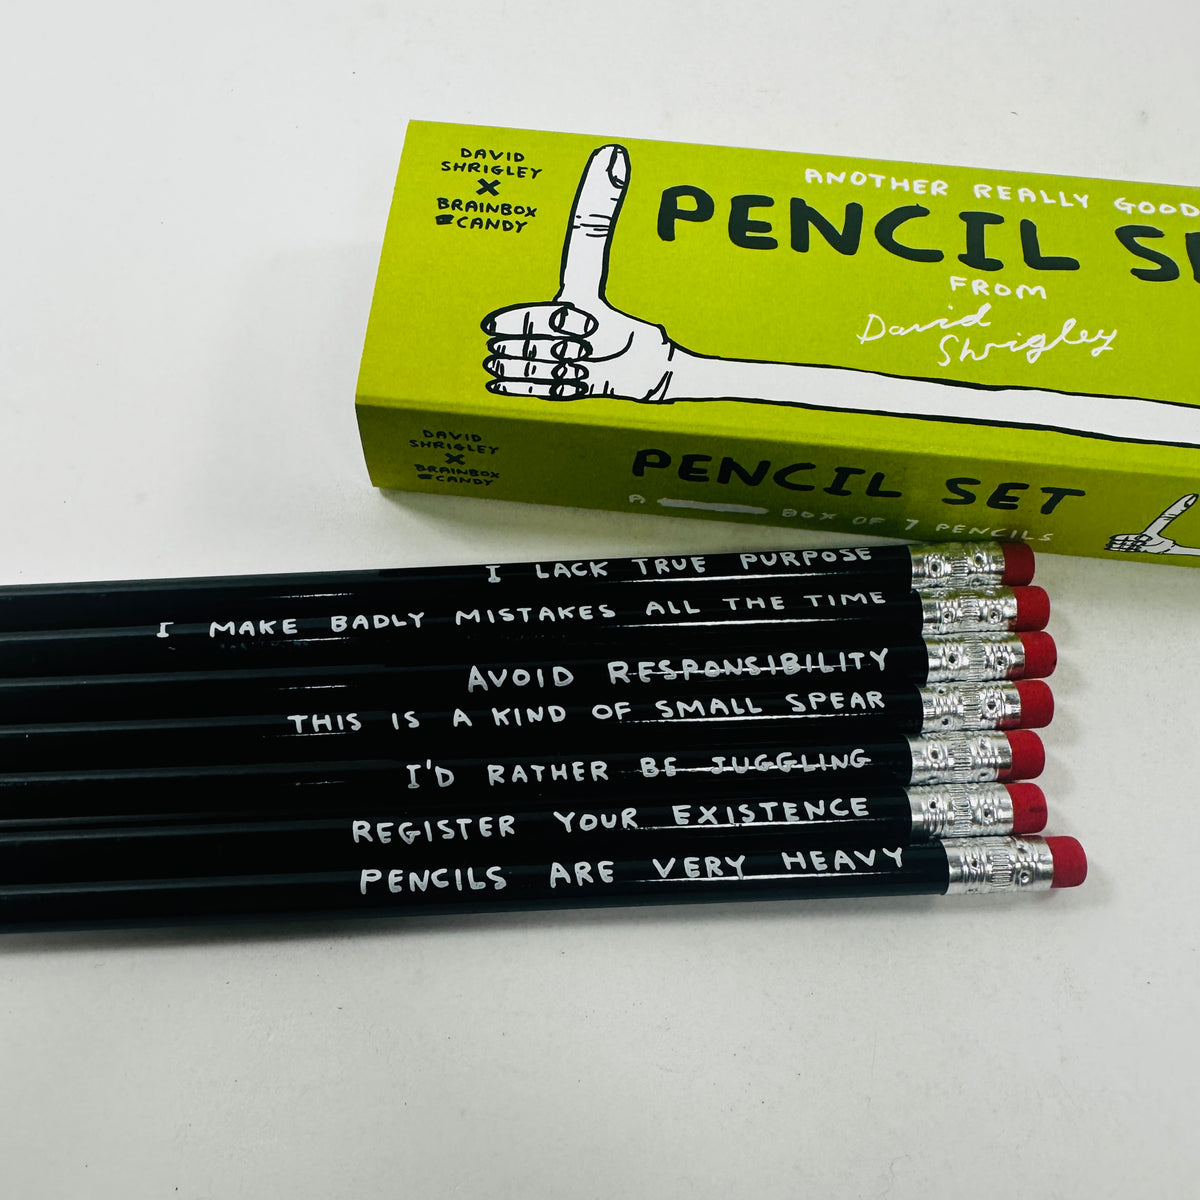 DAVID
SHRIGLEY
X
BRAINBOX
CANDY
ANOTHER REALLY GOOD
PENCIL SE
FROM
David
Shrigley
DAVID
SHRIGLEY
X
BRAINBOX
CANDY
PENCIL SET
A BOX OF 7 PENCILS
I LACK TRUE PURPOSE
I MAKE BADLY MISTAKES ALL THE TIME
AVOID RESPONSIBILITY
THIS IS A KIND OF SMALL SPEAR
I'D RATHER BE JUGGLING
REGISTER YOUR EXISTENCE
PENCILS ARE VERY HEAVY